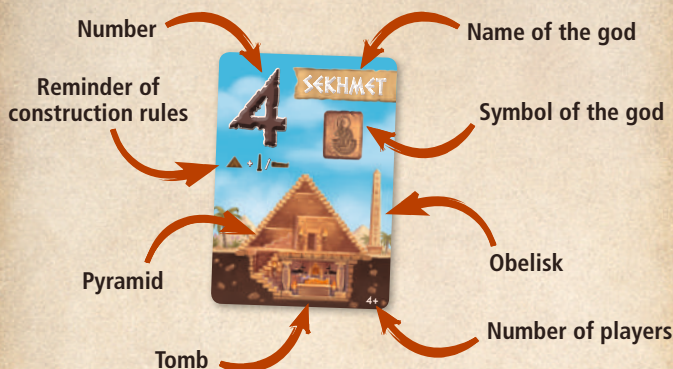 Number
Name of the god
Reminder of
construction rules
4
SEKHMET
Symbol of the god
Pyramid
Obelisk
4+
Number of players
Tomb